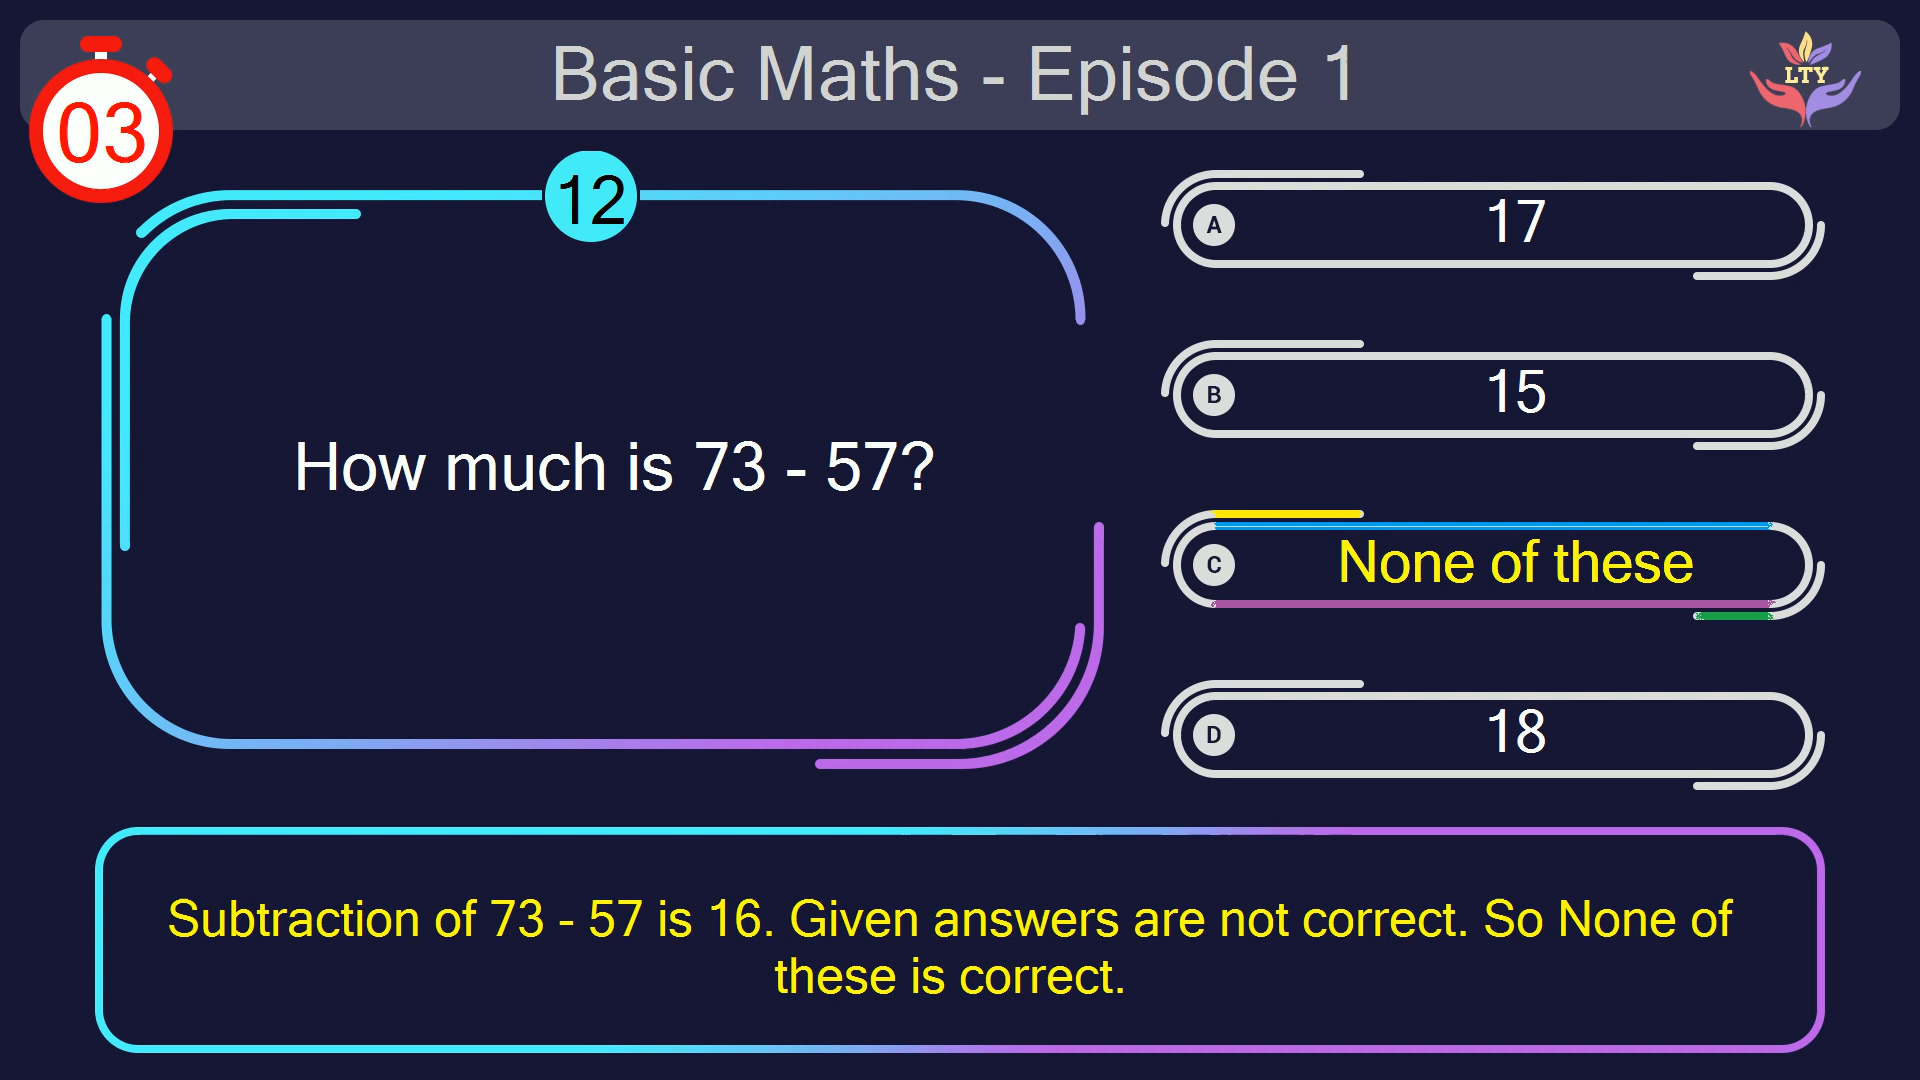 Basic Maths - Episode 1
LTY
03
12
How much is 73 - 57?
A
17
B
15
C
None of these
D
18
Subtraction of 73 - 57 is 16. Given answers are not correct. So None of
these is correct.